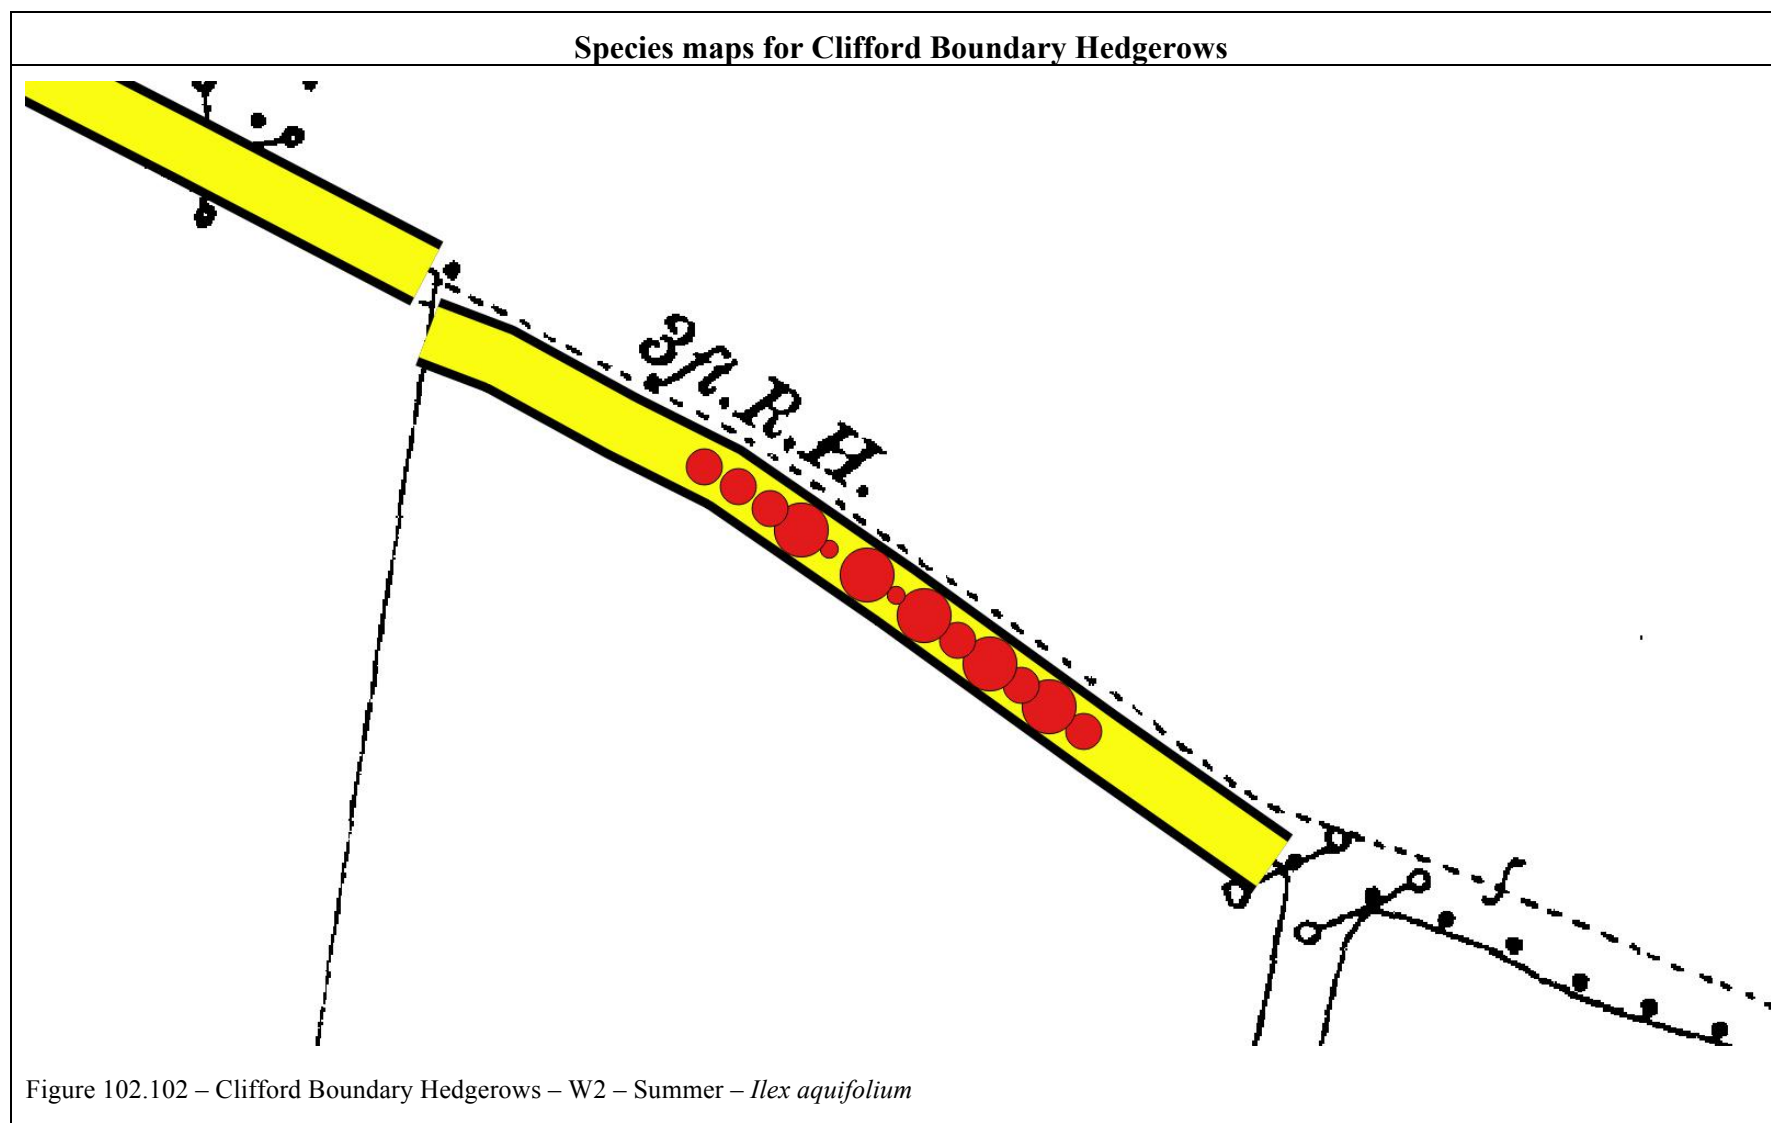 Species maps for Clifford Boundary Hedgerows
3ft. R.H.
f
Figure 102.102 – Clifford Boundary Hedgerows – W2 – Summer – Ilex aquifolium